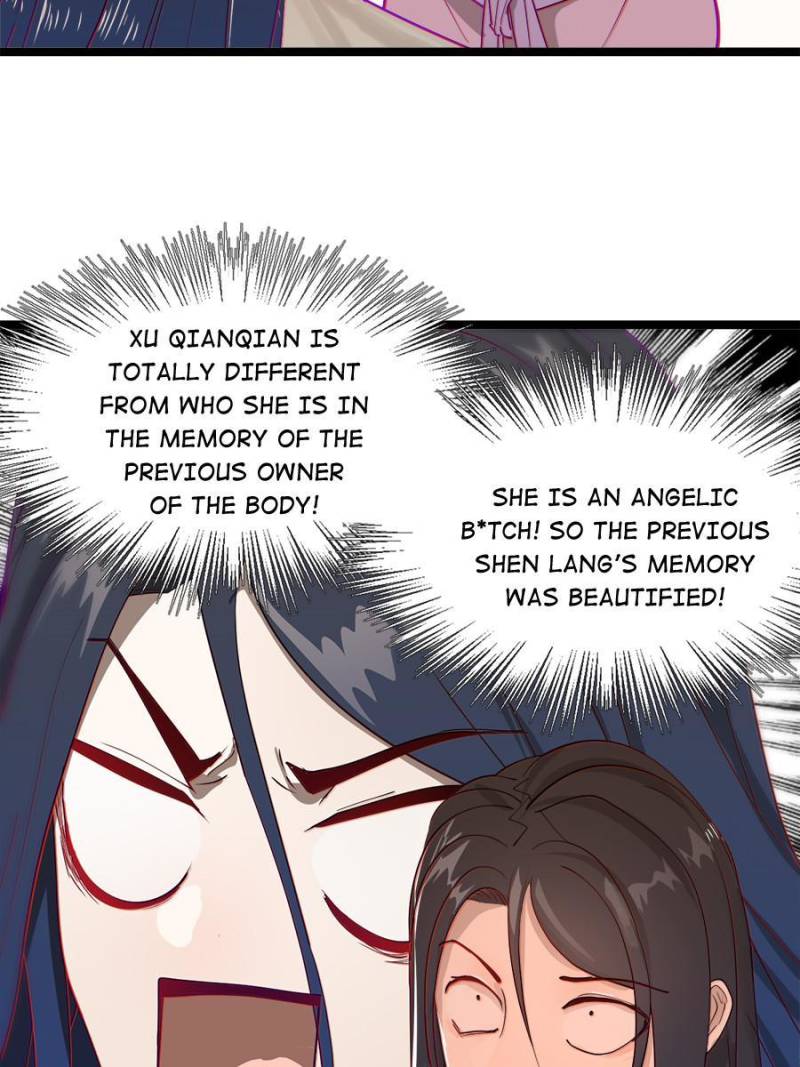 XU QIANQIAN IS
TOTALLY DIFFERENT
FROM WHO SHE IS IN
THE MEMORY OF THE
PREVIOUS OWNER
OF THE BODY!
SHE IS AN ANGELIC
B*TCH! SO THE PREVIOUS
SHEN LANG'S MEMORY
WAS BEAUTIFIED!